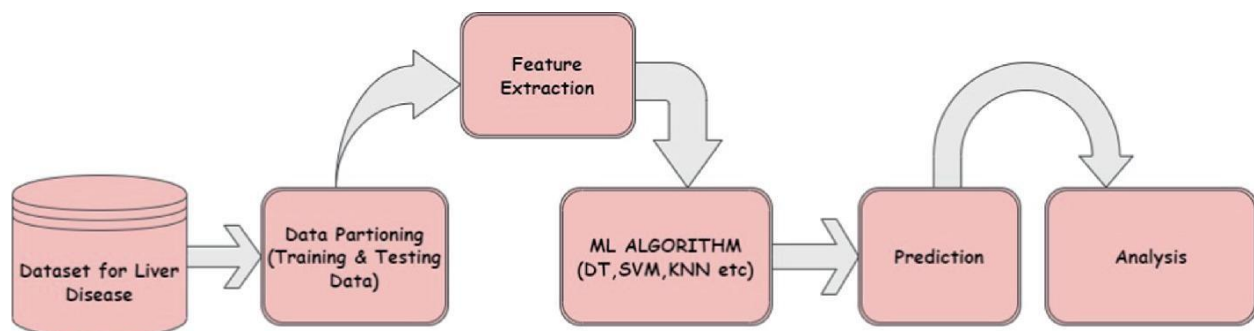 Feature
Extraction
Dataset for Liver
Disease
Data Partioning
(Training & Testing
Data)
ML ALGORITHM
(DT,SVM,KNN etc)
Prediction
Analysis